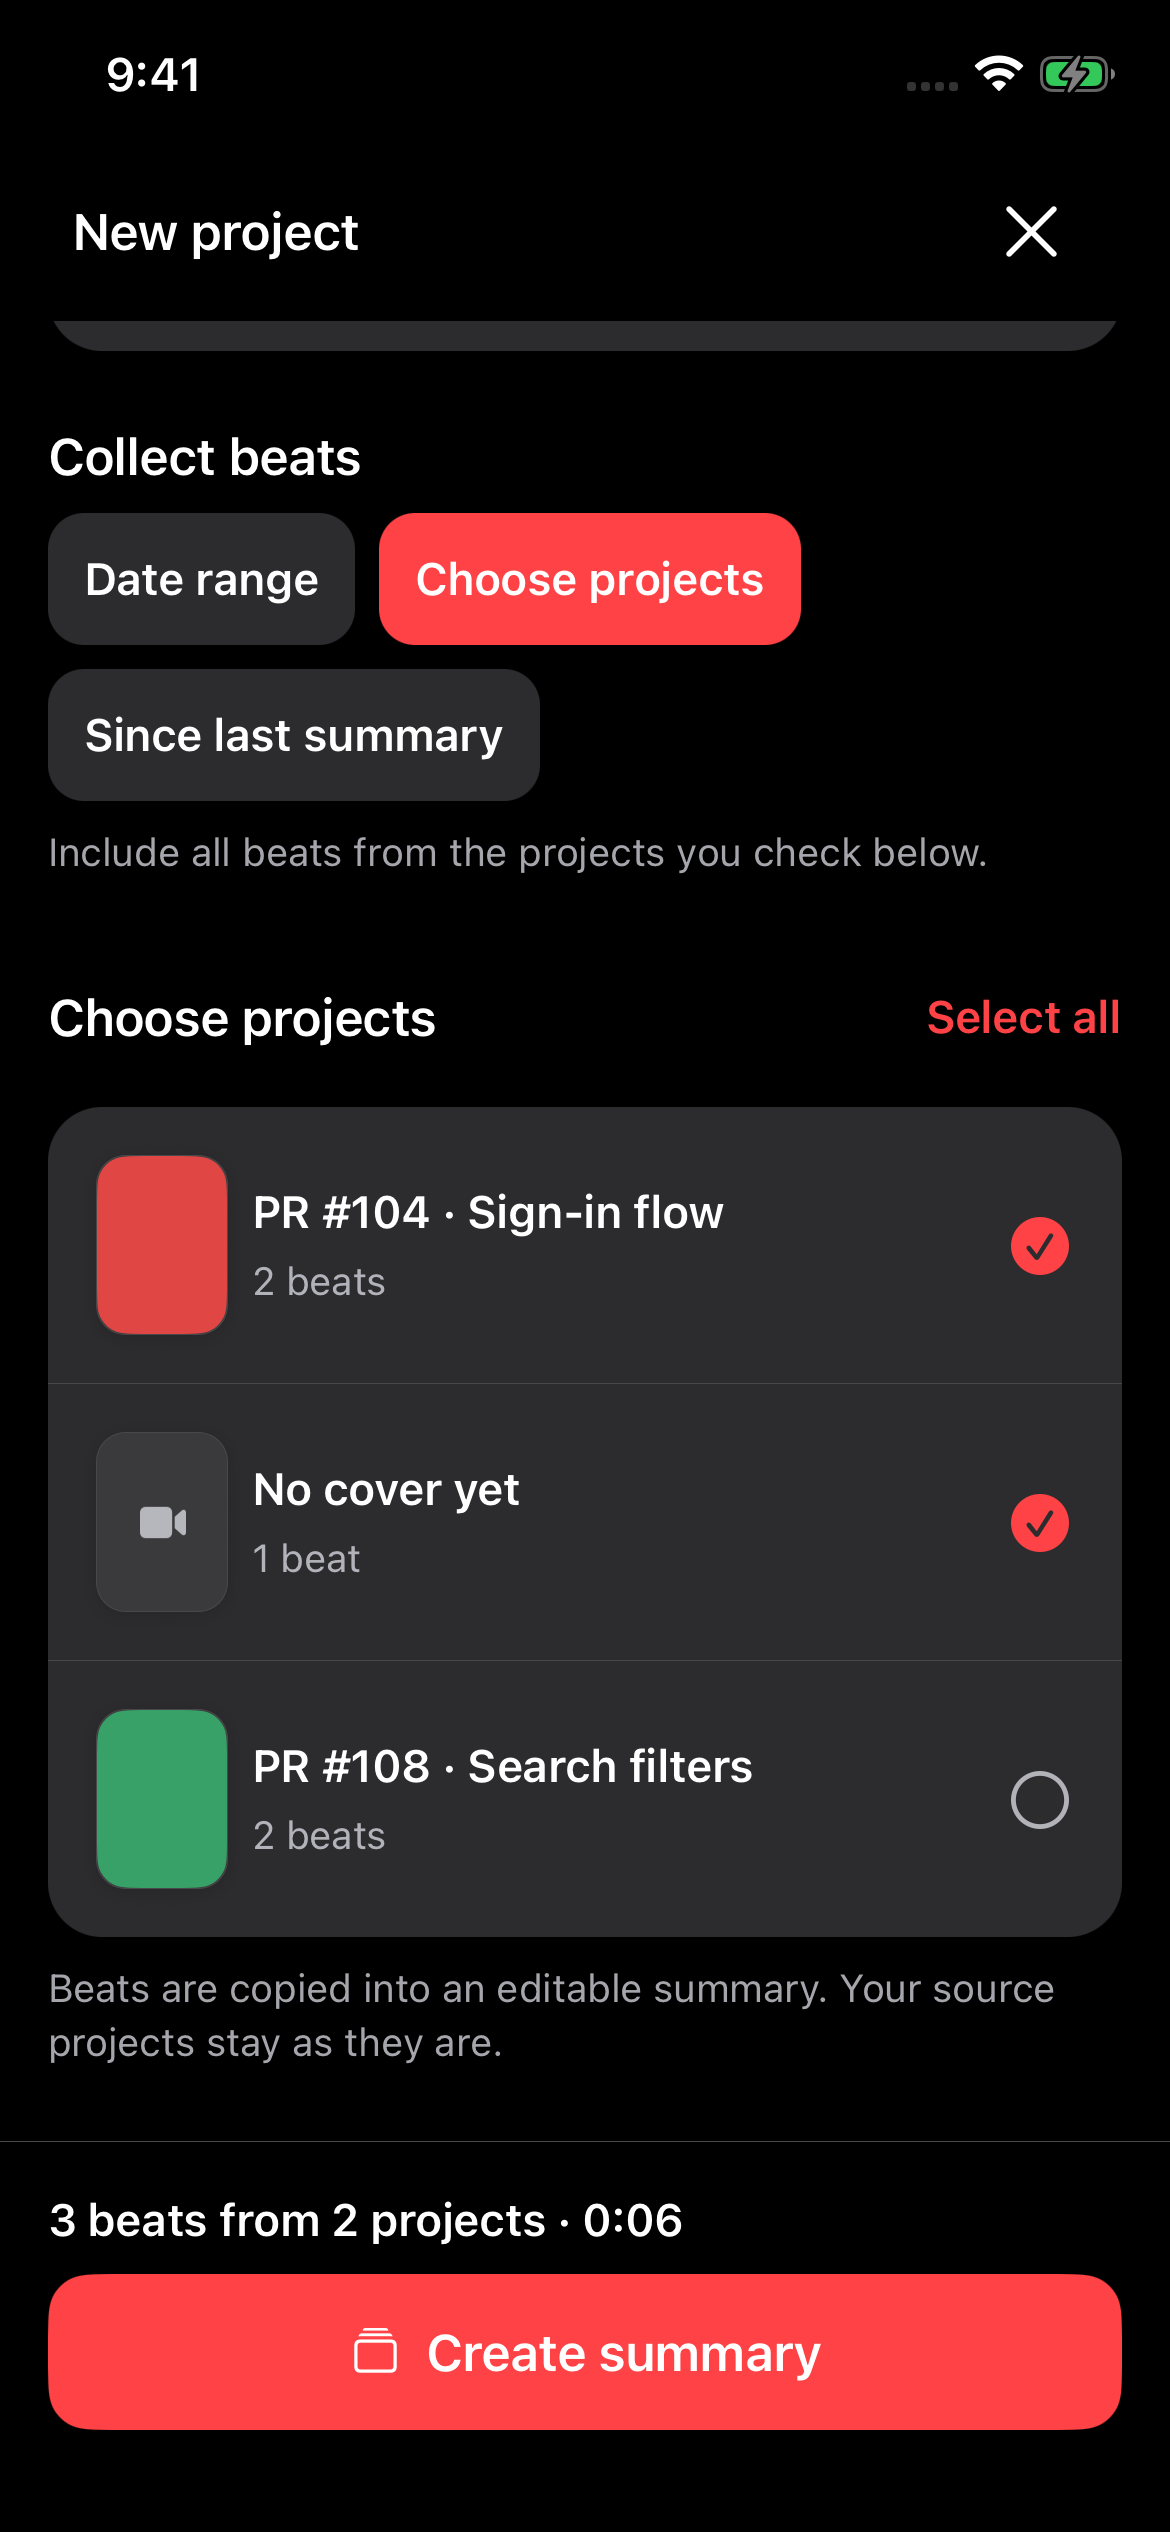 9:41
New project
Collect beats
Date range
Choose projects
Since last summary
Include all beats from the projects you check below.
Choose projects
Select all
PR #104 · Sign-in flow
2 beats
No cover yet
1 beat
PR #108 · Search filters
2 beats
Beats are copied into an editable summary. Your source
projects stay as they are.
3 beats from 2 projects · 0:06
Create summary